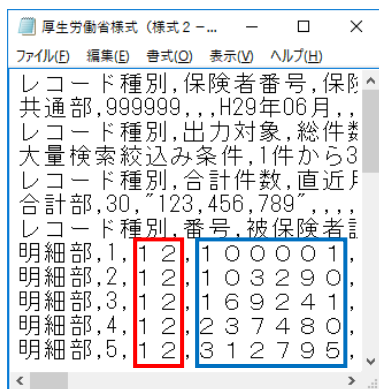 厚生労働省様式（様式２－...
ファイル(F) 編集(E) 書式(O) 表示(V) ヘルプ(H)
レコード種別,保険者番号,保険
共通部,999999,,,H29年06月,,
レコード種別,出力対象,総件数
大量検索絞込み条件,1件から3
レコード種別,合計件数,直近月
合計部,30,"123,456,789",,,,
レコード種別,番号,被保険者証
明細部,1,１２,１００００１,
明細部,2,１２,１０３２９０,
明細部,3,１２,１６９２４１,
明細部,4,１２,２３７４８０,
明細部,5,１２,３１２７９５,